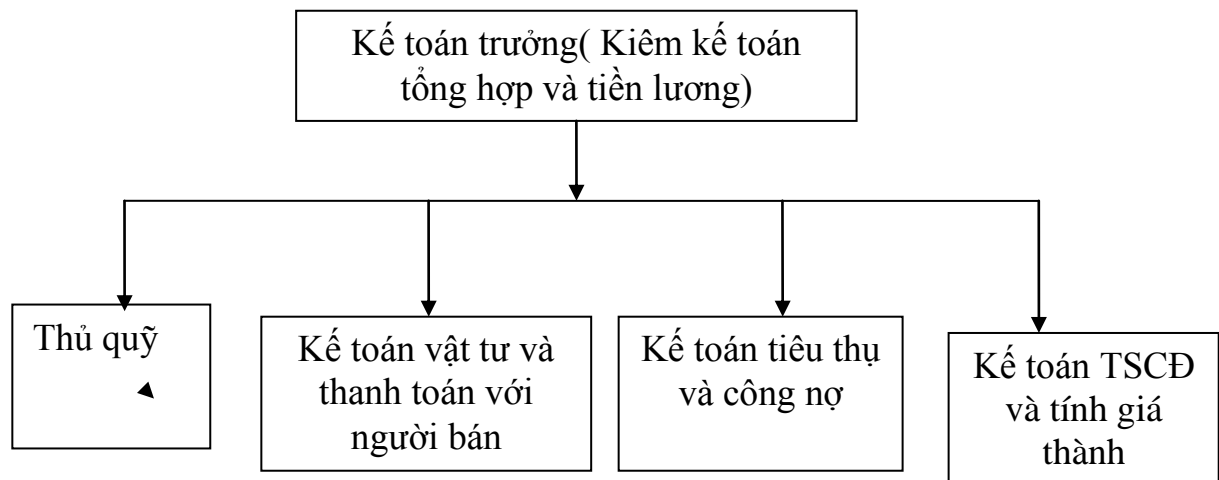 Kế toán trưởng( Kiêm kế toán
tổng hợp và tiền lương)
Thủ quỹ
Kế toán vật tư và
thanh toán với
người bán
Kế toán tiêu thụ
và công nợ
Kế toán TSCĐ
và tính giá
thành